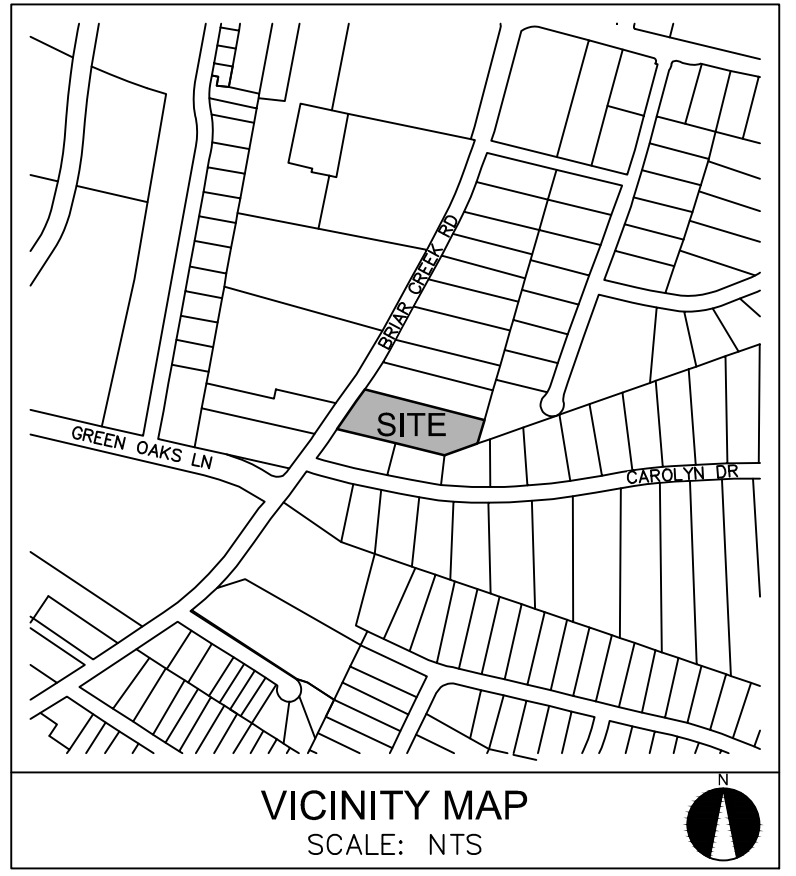 BRIAR CREEK RD
SITE
GREEN OAKS LN
CAROLYN DR
VICINITY MAP
SCALE: NTS
N